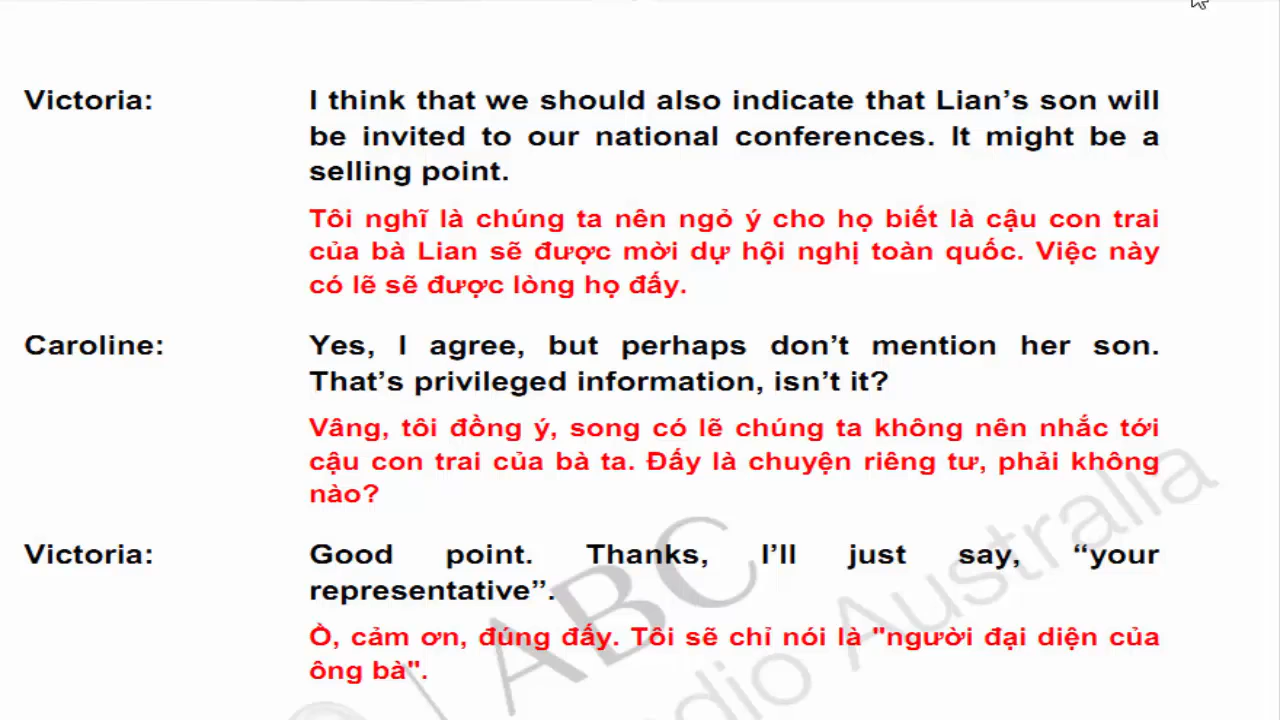 Victoria: I think that we should also indicate that Lian’s son will
be invited to our national conferences. It might be a
selling point.
Tôi nghĩ là chúng ta nên ngỏ ý cho họ biết là cậu con trai
của bà Lian sẽ được mời dự hội nghị toàn quốc. Việc này
có lẽ sẽ được lòng họ đấy.
Caroline: Yes, I agree, but perhaps don’t mention her son.
That’s privileged information, isn’t it?
Vâng, tôi đồng ý, song có lẽ chúng ta không nên nhắc tới
cậu con trai của bà ta. Đấy là chuyện riêng tư, phải không
nào?
Victoria: Good point. Thanks, I’ll just say, “your
representative”.
Ồ, cảm ơn, đúng đấy. Tôi sẽ chỉ nói là "người đại diện của
ông bà".
ABC
Radio Australia